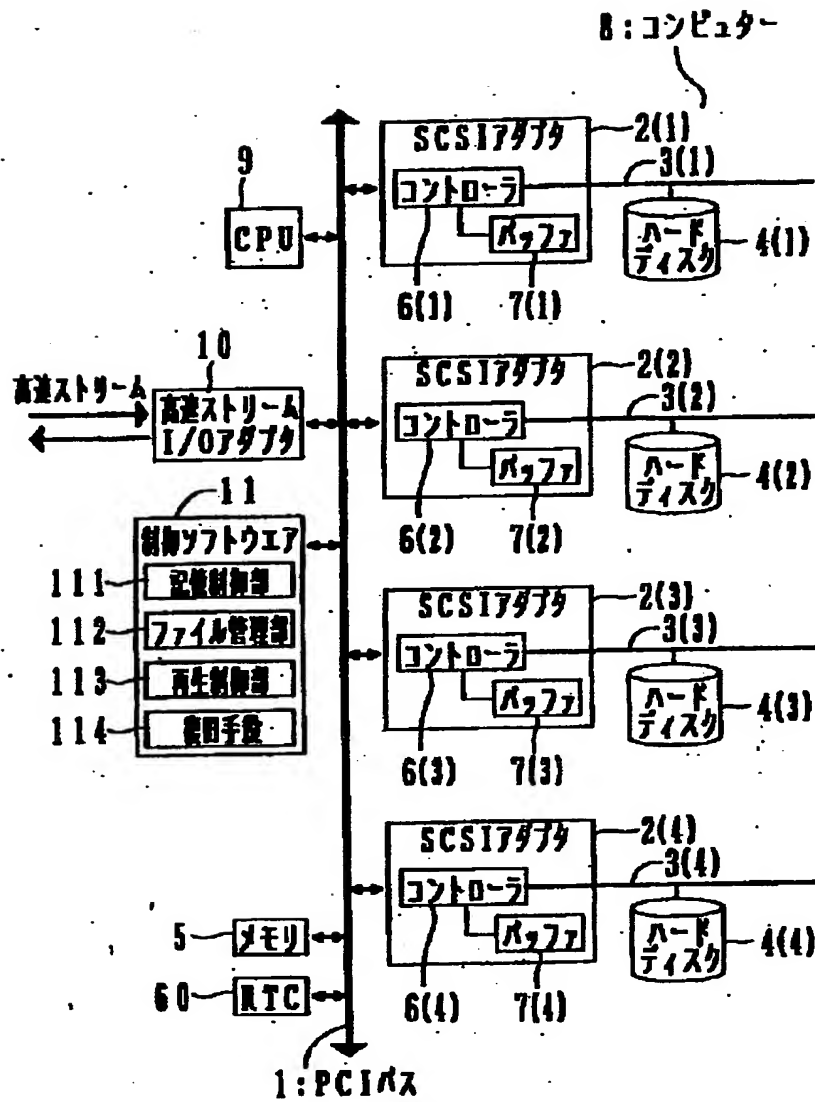 8:コンピュター
SCSIアダプタ
2(1)
3(1)
コントローラ
バッファ
ハード
ディスク
4(1)
6(1)
7(1)
9
CPU
10
高速ストリーム
高速ストリーム
I/Oアダプタ
SCSIアダプタ
2(2)
3(2)
コントローラ
バッファ
ハード
ディスク
4(2)
6(2)
7(2)
11
制御ソフトウエア
111
記憶制御部
112
ファイル管理部
113
再生制御部
114
復旧手段
SCSIアダプタ
2(3)
3(3)
コントローラ
バッファ
ハード
ディスク
4(3)
6(3)
7(3)
SCSIアダプタ
2(4)
3(4)
コントローラ
バッファ
ハード
ディスク
4(4)
6(4)
7(4)
5
メモリ
60
RTC
1:PCIバス